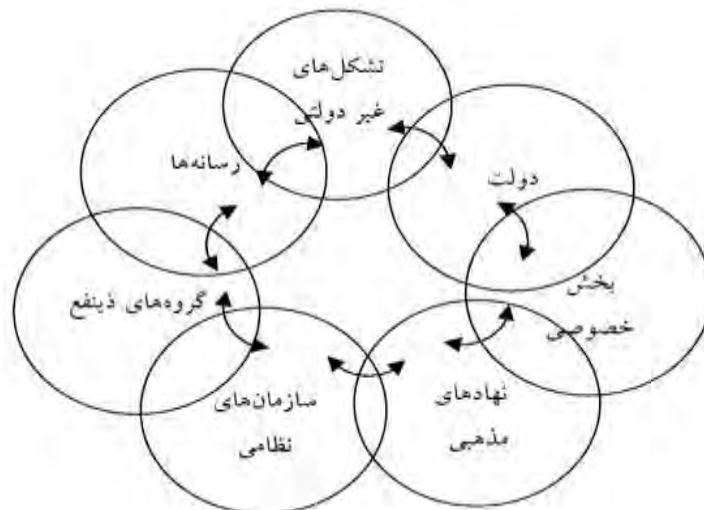 تشکل‌های
غیر دولتی
رسانه‌ها
دولت
گروه‌های ذینفع
بخش
خصوصی
سازمان‌های
نظامی
نهادهای
مذهبی